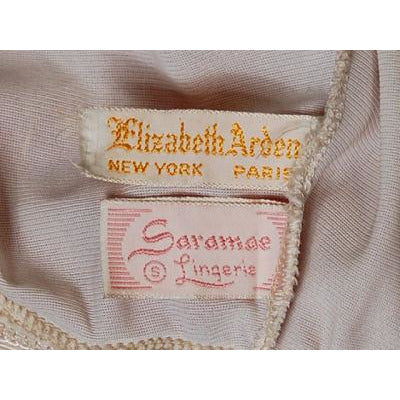 Elizabeth Arden
NEW YORK PARIS
Saramae
S Lingerie